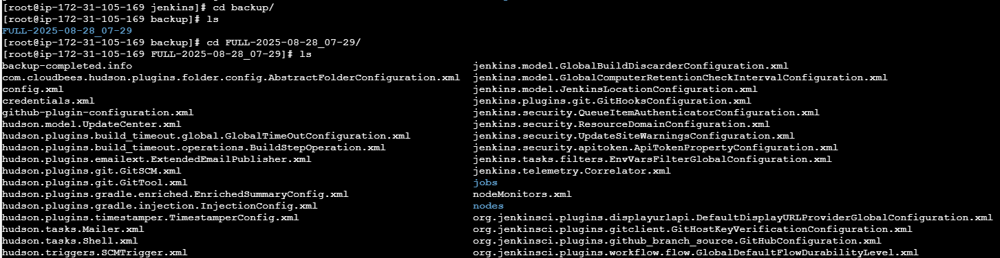 [root@ip-172-31-105-169 jenkins]# cd backup/
[root@ip-172-31-105-169 backup]# ls
FULL-2025-08-28_07-29
[root@ip-172-31-105-169 backup]# cd FULL-2025-08-28_07-29/
[root@ip-172-31-105-169 FULL-2025-08-28_07-29]# ls
backup-completed.info jenkins.model.GlobalBuildDiscarderConfiguration.xml
com.cloudbees.hudson.plugins.folder.config.AbstractFolderConfiguration.xml jenkins.model.GlobalComputerRetentionCheckIntervalConfiguration.xml
config.xml jenkins.model.JenkinsLocationConfiguration.xml
credentials.xml jenkins.plugins.git.GitHooksConfiguration.xml
github-plugin-configuration.xml jenkins.security.QueueItemAuthenticatorConfiguration.xml
hudson.model.UpdateCenter.xml jenkins.security.ResourceDomainConfiguration.xml
hudson.plugins.build_timeout.global.GlobalTimeOutConfiguration.xml jenkins.security.UpdateSiteWarningsConfiguration.xml
hudson.plugins.build_timeout.operations.BuildStepOperation.xml jenkins.security.apitoken.ApiTokenPropertyConfiguration.xml
hudson.plugins.emailext.ExtendedEmailPublisher.xml jenkins.tasks.filters.EnvVarsFilterGlobalConfiguration.xml
hudson.plugins.git.GitSCM.xml jenkins.telemetry.Correlator.xml
hudson.plugins.git.GitTool.xml jobs
hudson.plugins.gradle.enriched.EnrichedSummaryConfig.xml nodeMonitors.xml
hudson.plugins.gradle.injection.InjectionConfig.xml nodes
hudson.plugins.timestamper.TimestamperConfig.xml org.jenkinsci.plugins.displayurlapi.DefaultDisplayURLProviderGlobalConfiguration.xml
hudson.tasks.Mailer.xml org.jenkinsci.plugins.gitclient.GitHostKeyVerificationConfiguration.xml
hudson.tasks.Shell.xml org.jenkinsci.plugins.github_branch_source.GitHubConfiguration.xml
hudson.triggers.SCMTrigger.xml org.jenkinsci.plugins.workflow.flow.GlobalDefaultFlowDurabilityLevel.xml